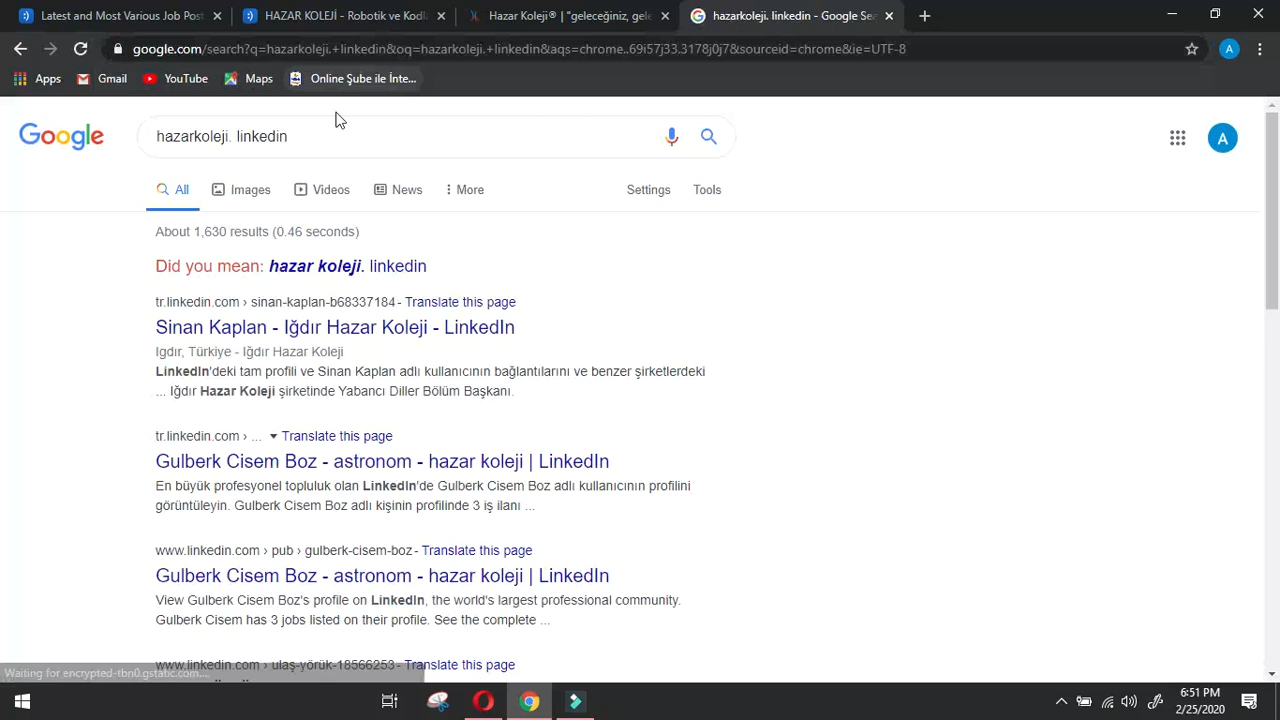 Latest and Most Various Job Post
HAZAR KOLEJİ - Robotik ve Kodl
Hazar Koleji® | "geleceğiniz, gele
hazarkoleji. linkedin - Google Sea
google.com/search?q=hazarkoleji.+linkedin&oq=hazarkoleji.+linkedin&aqs=chrome..69i57j33.3178j0j7&sourceid=chrome&ie=UTF-8
A
Apps
Gmail
YouTube
Maps
Online Şube ile İnte...
Google
hazarkoleji. linkedin
A
All
Images
Videos
News
More
Settings
Tools
About 1,630 results (0.46 seconds)
Did you mean: hazar koleji. linkedin
tr.linkedin.com › sinan-kaplan-b68337184 - Translate this page
Sinan Kaplan - Iğdır Hazar Koleji - LinkedIn
Igdır, Türkiye - Iğdır Hazar Koleji
LinkedIn'deki tam profili ve Sinan Kaplan adlı kullanıcının bağlantılarını ve benzer şirketlerdeki
... Iğdır Hazar Koleji şirketinde Yabancı Diller Bölüm Başkanı.
tr.linkedin.com › ... Translate this page
Gulberk Cisem Boz - astronom - hazar koleji | LinkedIn
En büyük profesyonel topluluk olan LinkedIn'de Gulberk Cisem Boz adlı kullanıcının profilini
görüntüleyin. Gulberk Cisem Boz adlı kişinin profilinde 3 iş ilanı ...
www.linkedin.com › pub › gulberk-cisem-boz - Translate this page
Gulberk Cisem Boz - astronom - hazar koleji | LinkedIn
View Gulberk Cisem Boz's profile on LinkedIn, the world's largest professional community.
Gulberk Cisem has 3 jobs listed on their profile. See the complete ...
www.linkedin.com › ulaş-yörük-18566253 - Translate this page
Waiting for encrypted-tbn0.gstatic.com...
6:51 PM
2/25/2020